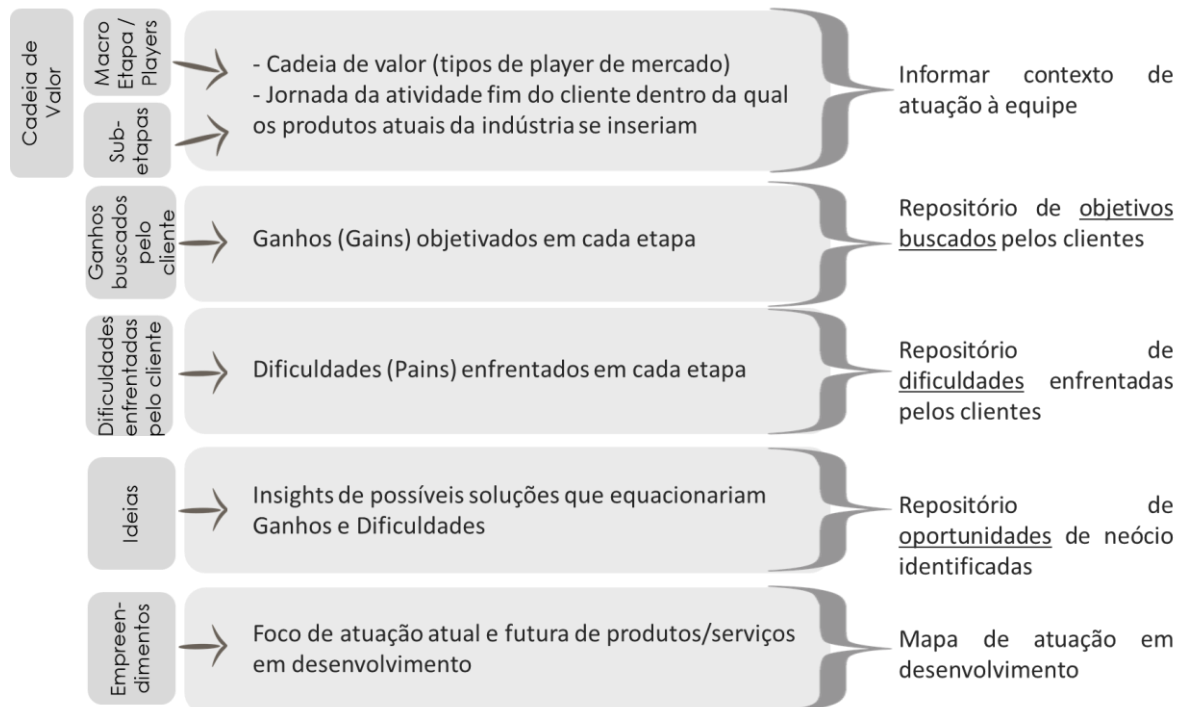 Cadeia de
Valor
Macro
Etapa /
Players
Sub-
etapas
- Cadeia de valor (tipos de player de mercado)
- Jornada da atividade fim do cliente dentro da qual
os produtos atuais da indústria se inseriam
Informar contexto de
atuação à equipe
Ganhos
buscados
pelo
cliente
Ganhos (Gains) objetivados em cada etapa
Repositório de objetivos
buscados pelos clientes
Dificuldades
enfrentadas
pelo cliente
Dificuldades (Pains) enfrentados em cada etapa
Repositório de
dificuldades enfrentadas
pelos clientes
Ideias
Insights de possíveis soluções que equacionariam
Ganhos e Dificuldades
Repositório de
oportunidades de neócio
identificadas
Empreen-
dimentos
Foco de atuação atual e futura de produtos/serviços
em desenvolvimento
Mapa de atuação em
desenvolvimento